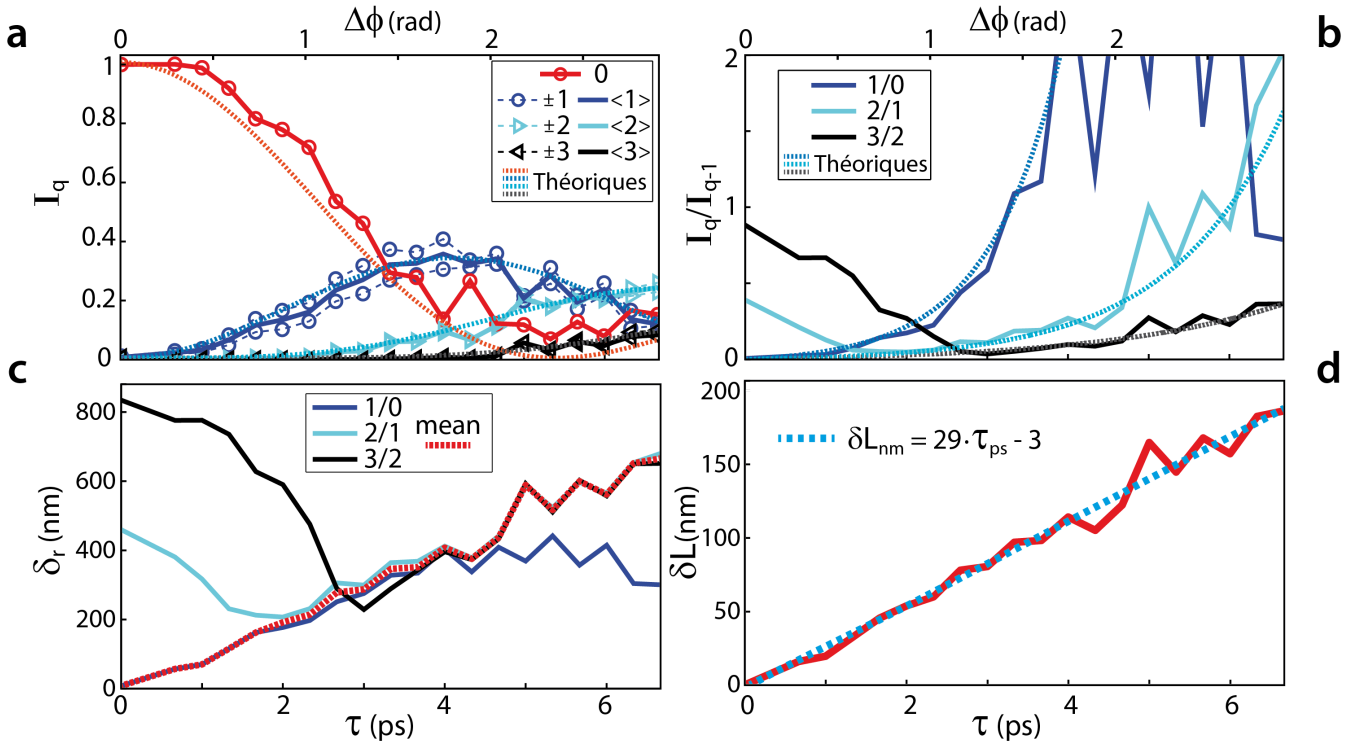 a
Δϕ (rad)
0 1 2
I_q
1
0.8
0.6
0.4
0.2
0
0
±1 <1>
±2 <2>
±3 <3>
Théoriques
b
Δϕ (rad)
0 1 2
I_q/I_q-1
2
1
0
1/0
2/1
3/2
Théoriques
c
δ_r (nm)
800
600
400
200
0
1/0
2/1
3/2
mean
0 2 4 6
τ (ps)
d
δL(nm)
200
150
100
50
0
δL_nm = 29·τ_ps - 3
0 2 4 6
τ (ps)